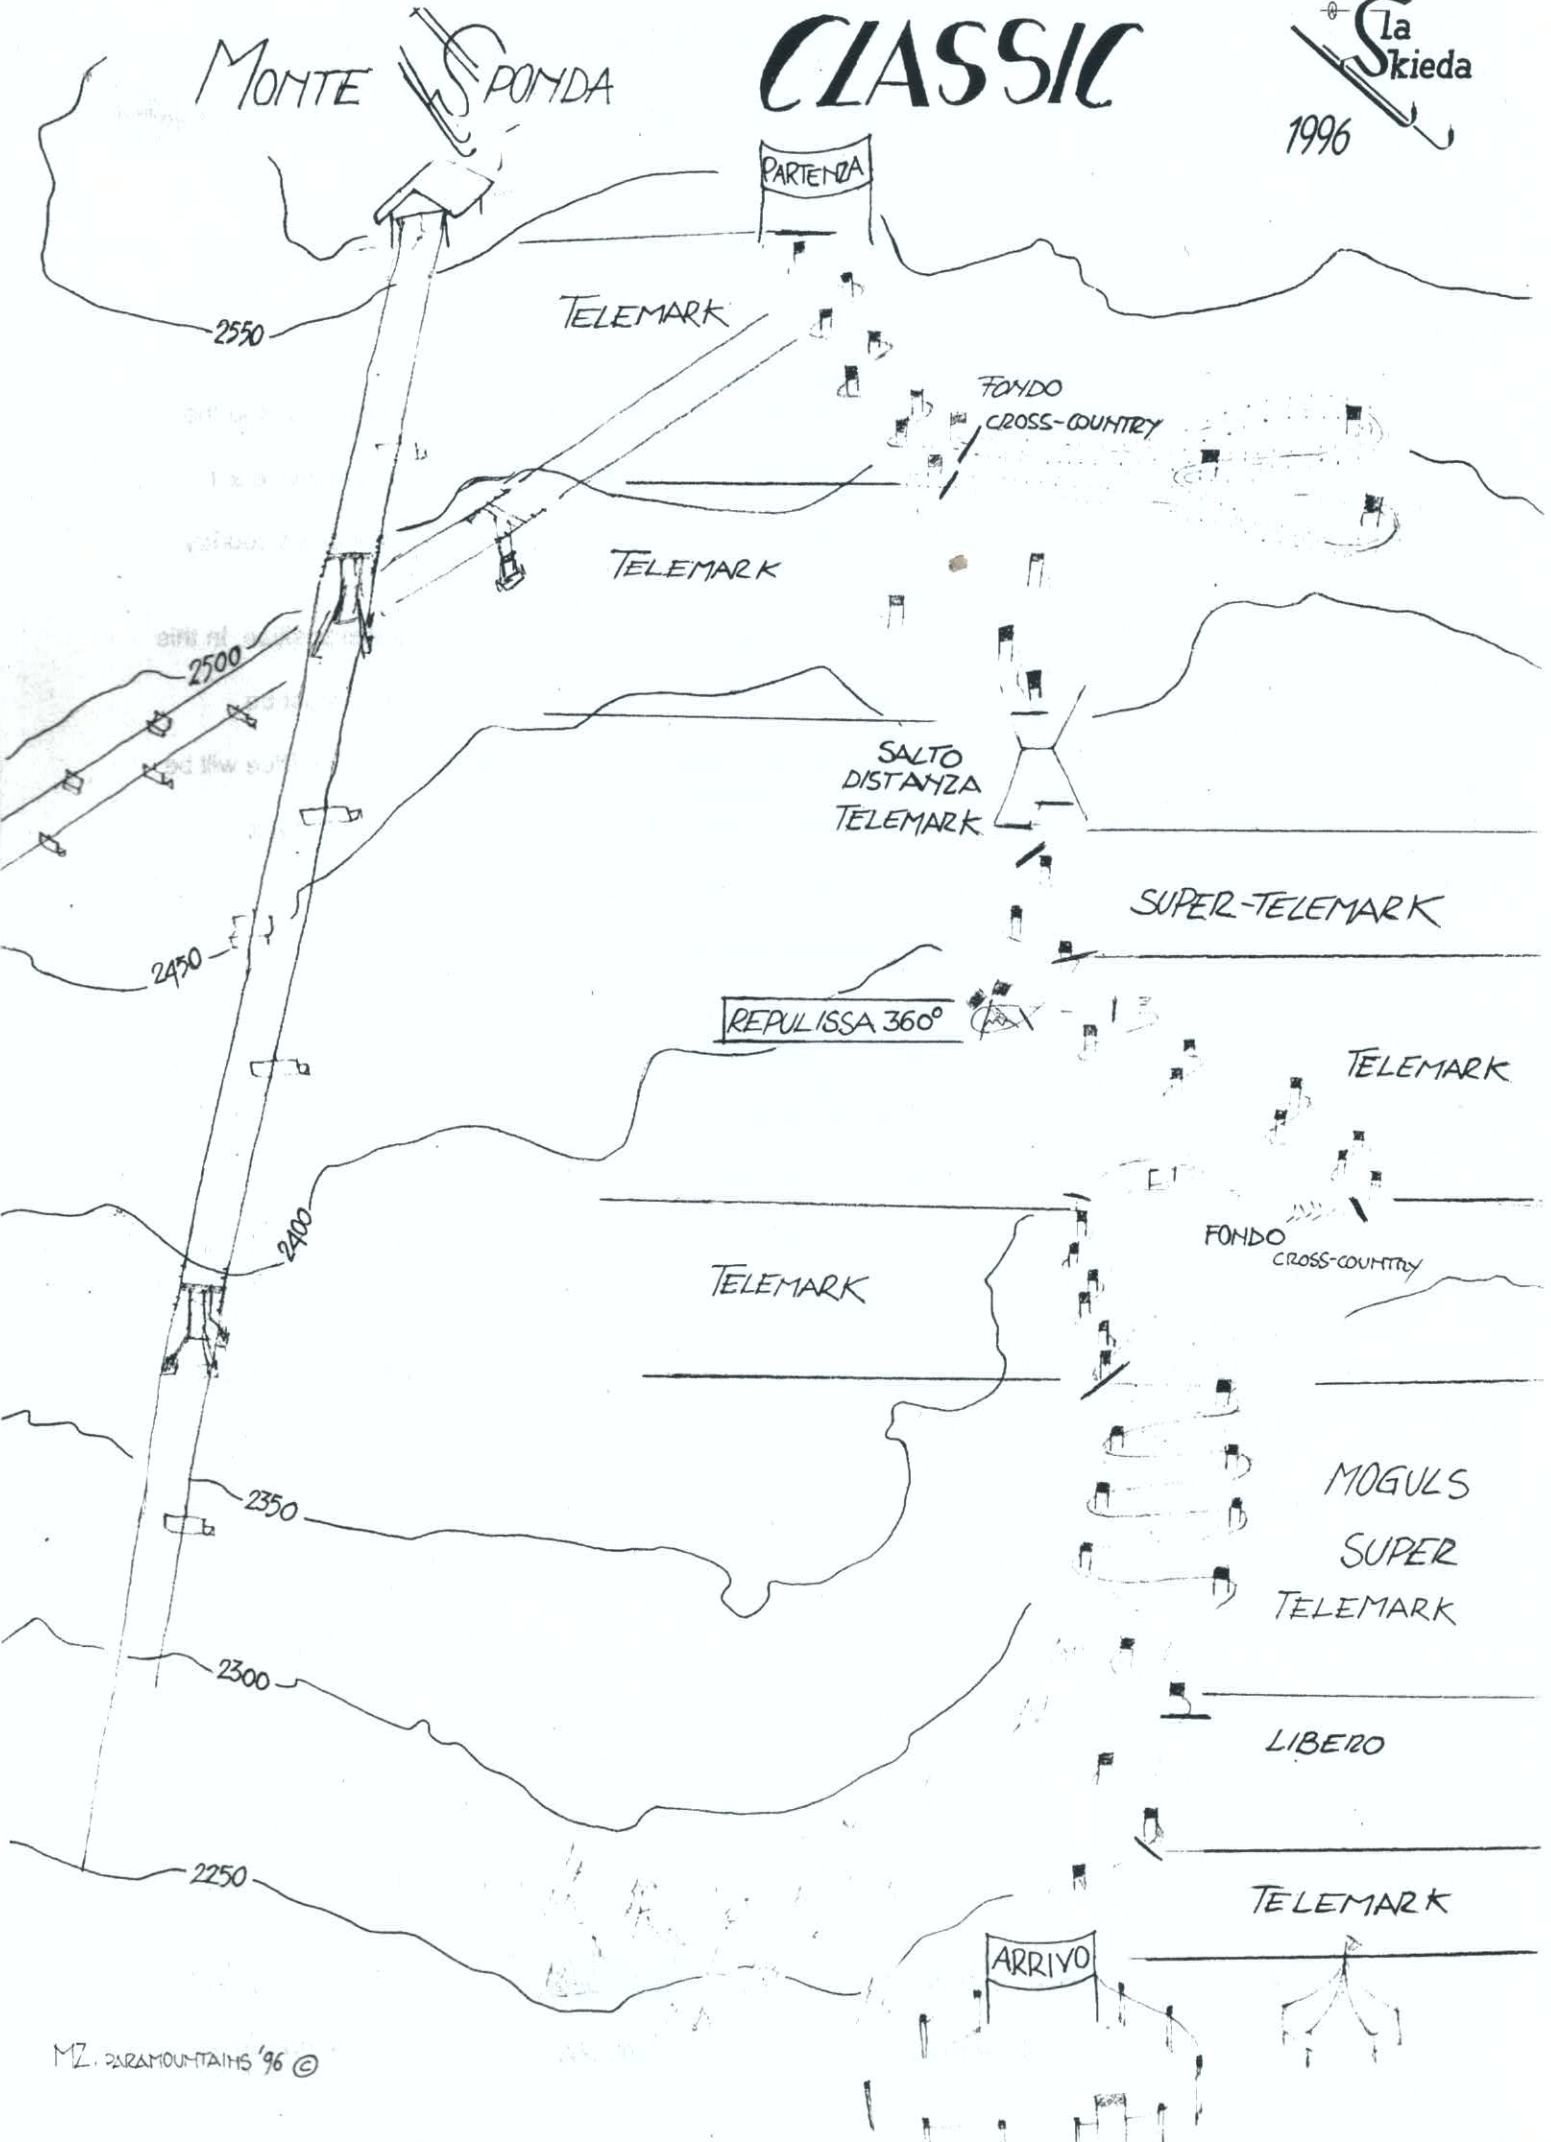 MONTE SPONDA
CLASSIC
la
Skieda
1996
PARTENZA
2550
TELEMARK
FONDO
CROSS-COUNTRY
TELEMARK
2500
SALTO
DISTANZA
TELEMARK
SUPER-TELEMARK
2450
REPULISSA 360°
TELEMARK
2400
FONDO
CROSS-COUNTRY
TELEMARK
MOGULS
SUPER
TELEMARK
2350
2300
LIBERO
2250
TELEMARK
ARRIVO
MZ. PARAMOUNTAINS '96 ©